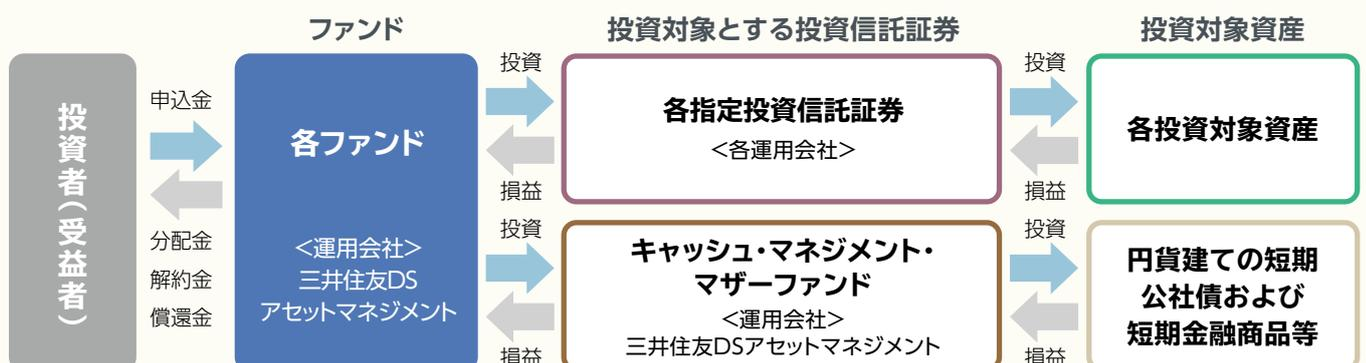 ファンド
投資対象とする投資信託証券
投資対象資産
投資者(受益者)
申込金
分配金
解約金
償還金
各ファンド
<運用会社>
三井住友DS
アセットマネジメント
投資
損益
各指定投資信託証券
<各運用会社>
投資
損益
各投資対象資産
投資
損益
キャッシュ・マネジメント・
マザーファンド
<運用会社>
三井住友DSアセットマネジメント
投資
損益
円貨建ての短期
公社債および
短期金融商品等